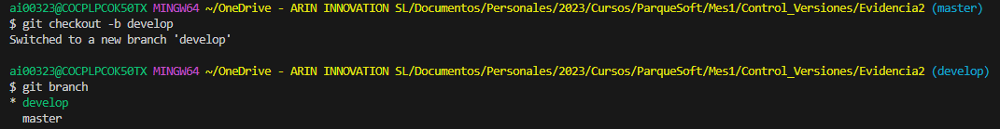 ai00323@COCPLPCOK50TX MINGW64 ~/OneDrive - ARIN INNOVATION SL/Documentos/Personales/2023/Cursos/ParqueSoft/Mes1/Control_Versiones/Evidencia2 (master)
$ git checkout -b develop
Switched to a new branch 'develop'
ai00323@COCPLPCOK50TX MINGW64 ~/OneDrive - ARIN INNOVATION SL/Documentos/Personales/2023/Cursos/ParqueSoft/Mes1/Control_Versiones/Evidencia2 (develop)
$ git branch
* develop
master